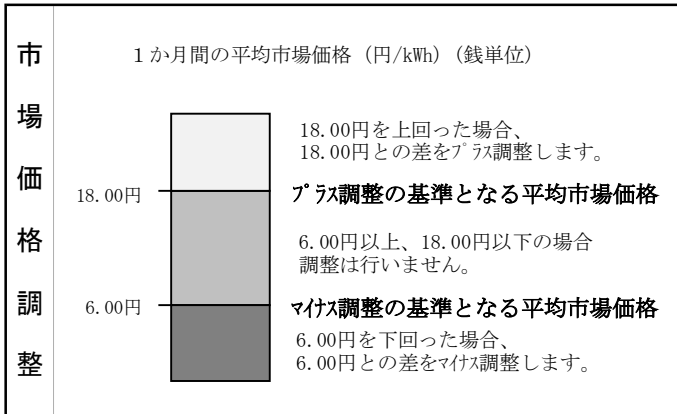 市場価格調整
１か月間の平均市場価格 (円/kWh) (銭単位)
18.00円を上回った場合、
18.00円との差をﾌﾟﾗｽ調整します。
18.00円
ﾌﾟﾗｽ調整の基準となる平均市場価格
6.00円以上、18.00円以下の場合
調整は行いません。
6.00円
ﾏｲﾅｽ調整の基準となる平均市場価格
6.00円を下回った場合、
6.00円との差をﾏｲﾅｽ調整します。